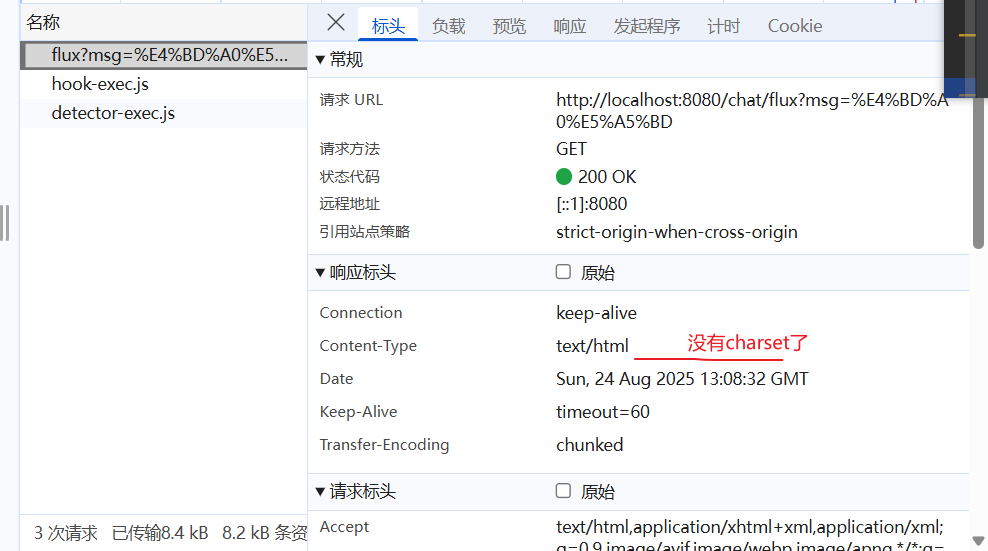 名称
flux?msg=%E4%BD%A0%E5...
hook-exec.js
detector-exec.js
3 次请求 已传输8.4 kB 8.2 kB 条资
标头 负载 预览 响应 发起程序 计时 Cookie
常规
请求 URL http://localhost:8080/chat/flux?msg=%E4%BD%A
0%E5%A5%BD
请求方法 GET
状态代码 200 OK
远程地址 [::1]:8080
引用站点策略 strict-origin-when-cross-origin
响应标头 原始
Connection keep-alive
Content-Type text/html 没有charset了
Date Sun, 24 Aug 2025 13:08:32 GMT
Keep-Alive timeout=60
Transfer-Encoding chunked
请求标头 原始
Accept text/html,application/xhtml+xml,application/xml;
q=0.9,image/avif,image/webp,image/apng,*/*;q=